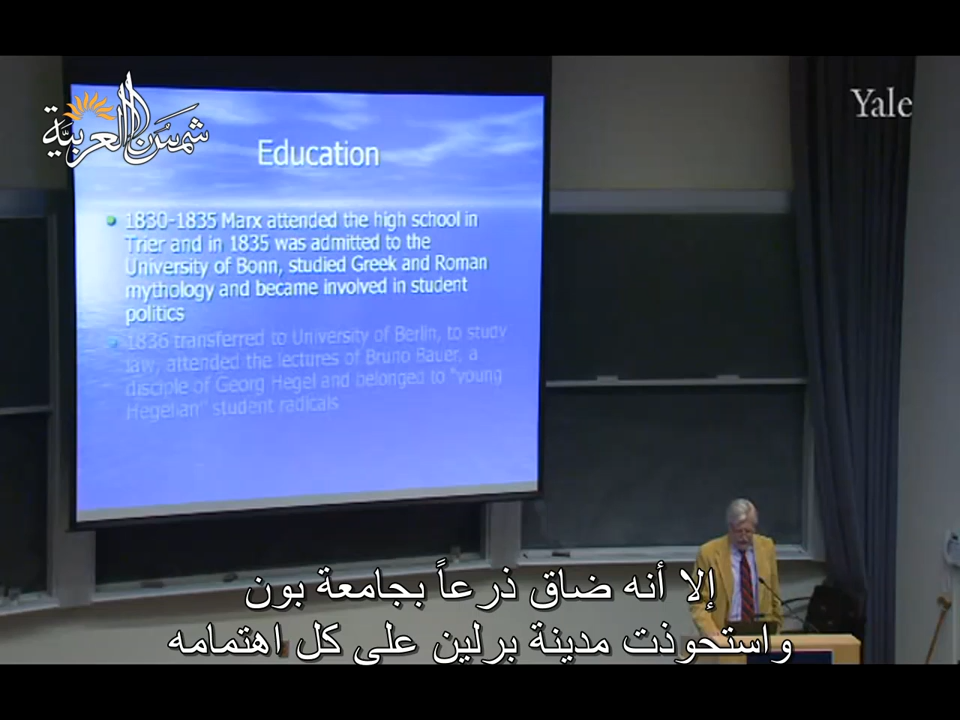 شمس العربية
Yale
Education
1830-1835 Marx attended the high school in
Trier and in 1835 was admitted to the
University of Bonn, studied Greek and Roman
mythology and became involved in student
politics
1836 transferred to University of Berlin, to study
law, attended the lectures of Bruno Bauer, a
disciple of Georg Hegel and belonged to "young
Hegelian" student radicals
إلا أنه ضاق ذرعاً بجامعة بون
واستحوذت مدينة برلين على كل اهتمامه